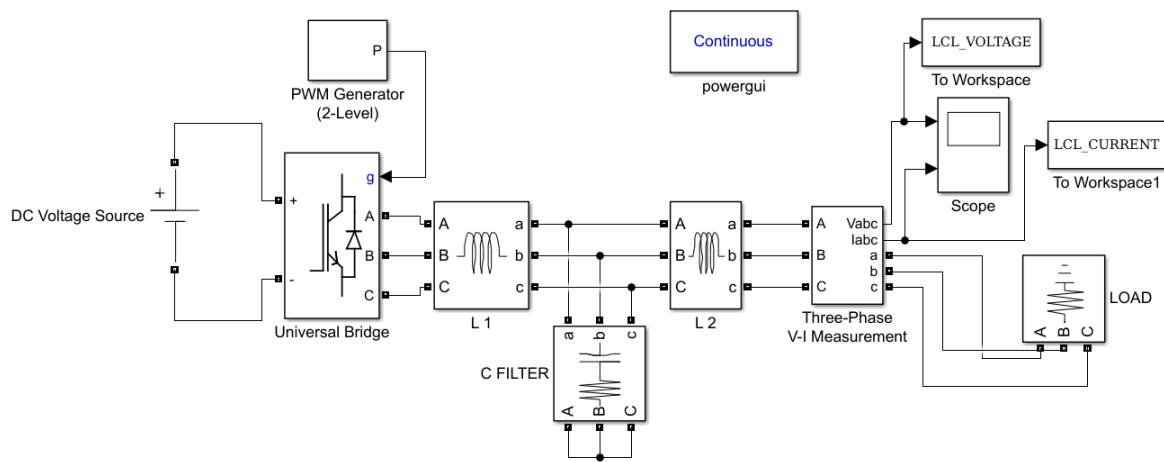 P
PWM Generator
(2-Level)
Continuous
powergui
LCL_VOLTAGE
To Workspace
Scope
LCL_CURRENT
To Workspace1
+
DC Voltage Source
g
+
-
A
B
C
Universal Bridge
A
B
C
a
b
c
L 1
A
B
C
a
b
c
L 2
A
B
C
Vabc
Iabc
a
b
c
Three-Phase
V-I Measurement
LOAD
A B C
a b c
C FILTER
A B C